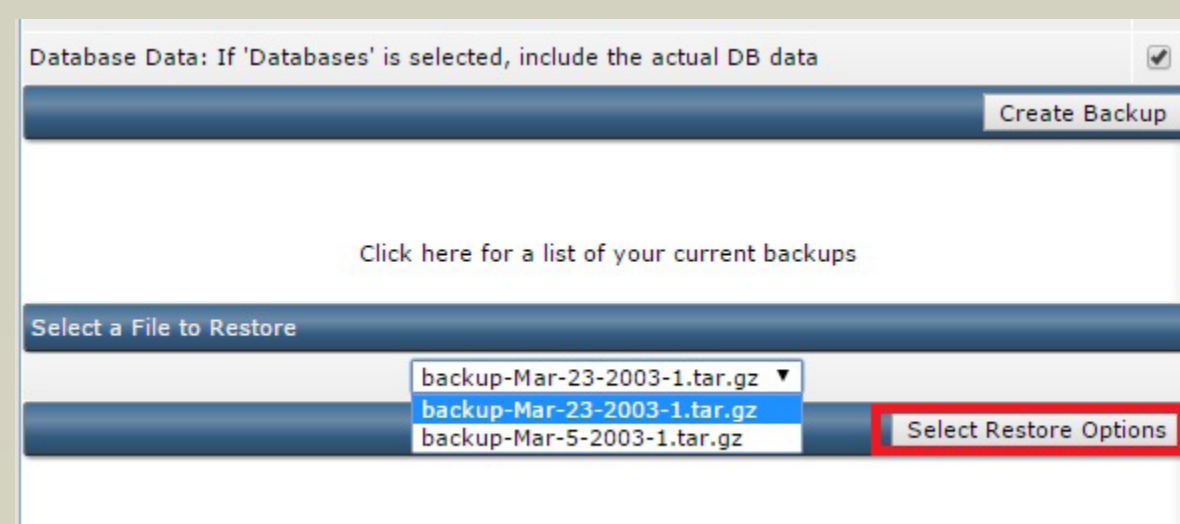 Database Data: If 'Databases' is selected, include the actual DB data
Create Backup
Click here for a list of your current backups
Select a File to Restore
backup-Mar-23-2003-1.tar.gz
backup-Mar-23-2003-1.tar.gz
backup-Mar-5-2003-1.tar.gz
Select Restore Options